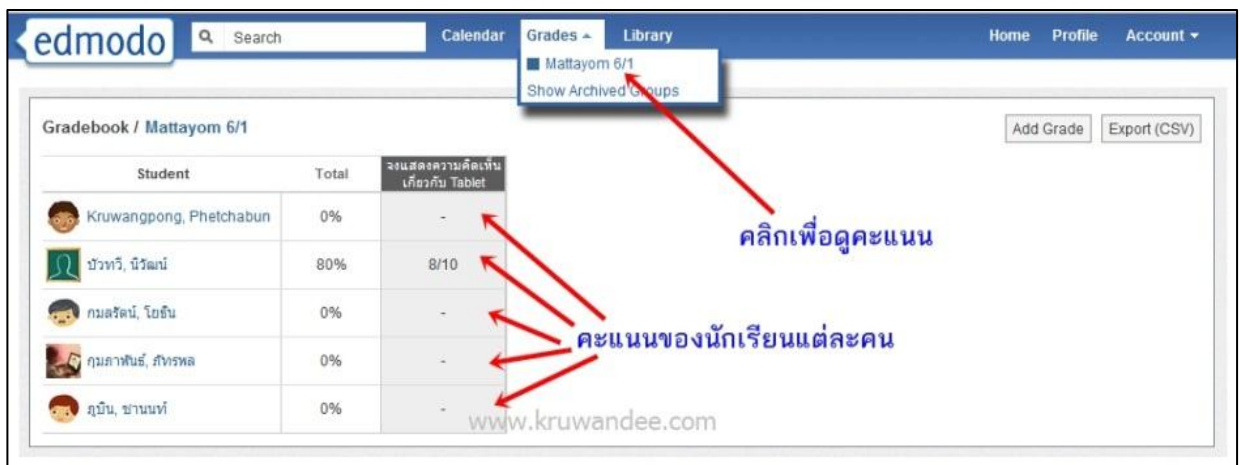 edmodo
Search
Calendar
Grades
Library
Home
Profile
Account
Mattayom 6/1
Show Archived Groups
Gradebook / Mattayom 6/1
Add Grade
Export (CSV)
Student
Total
จงแสดงความคิดเห็น
เกี่ยวกับ Tablet
Kruwangpong, Phetchabun
0%
-
คลิกเพื่อดูคะแนน
บัวทวี, นิวัฒน์
80%
8/10
กมลรัตน์, โยธิน
0%
-
คะแนนของนักเรียนแต่ละคน
กุมภาพันธ์, ภัทรพล
0%
-
ภูบิน, ชานนท์
0%
-
www.kruwandee.com